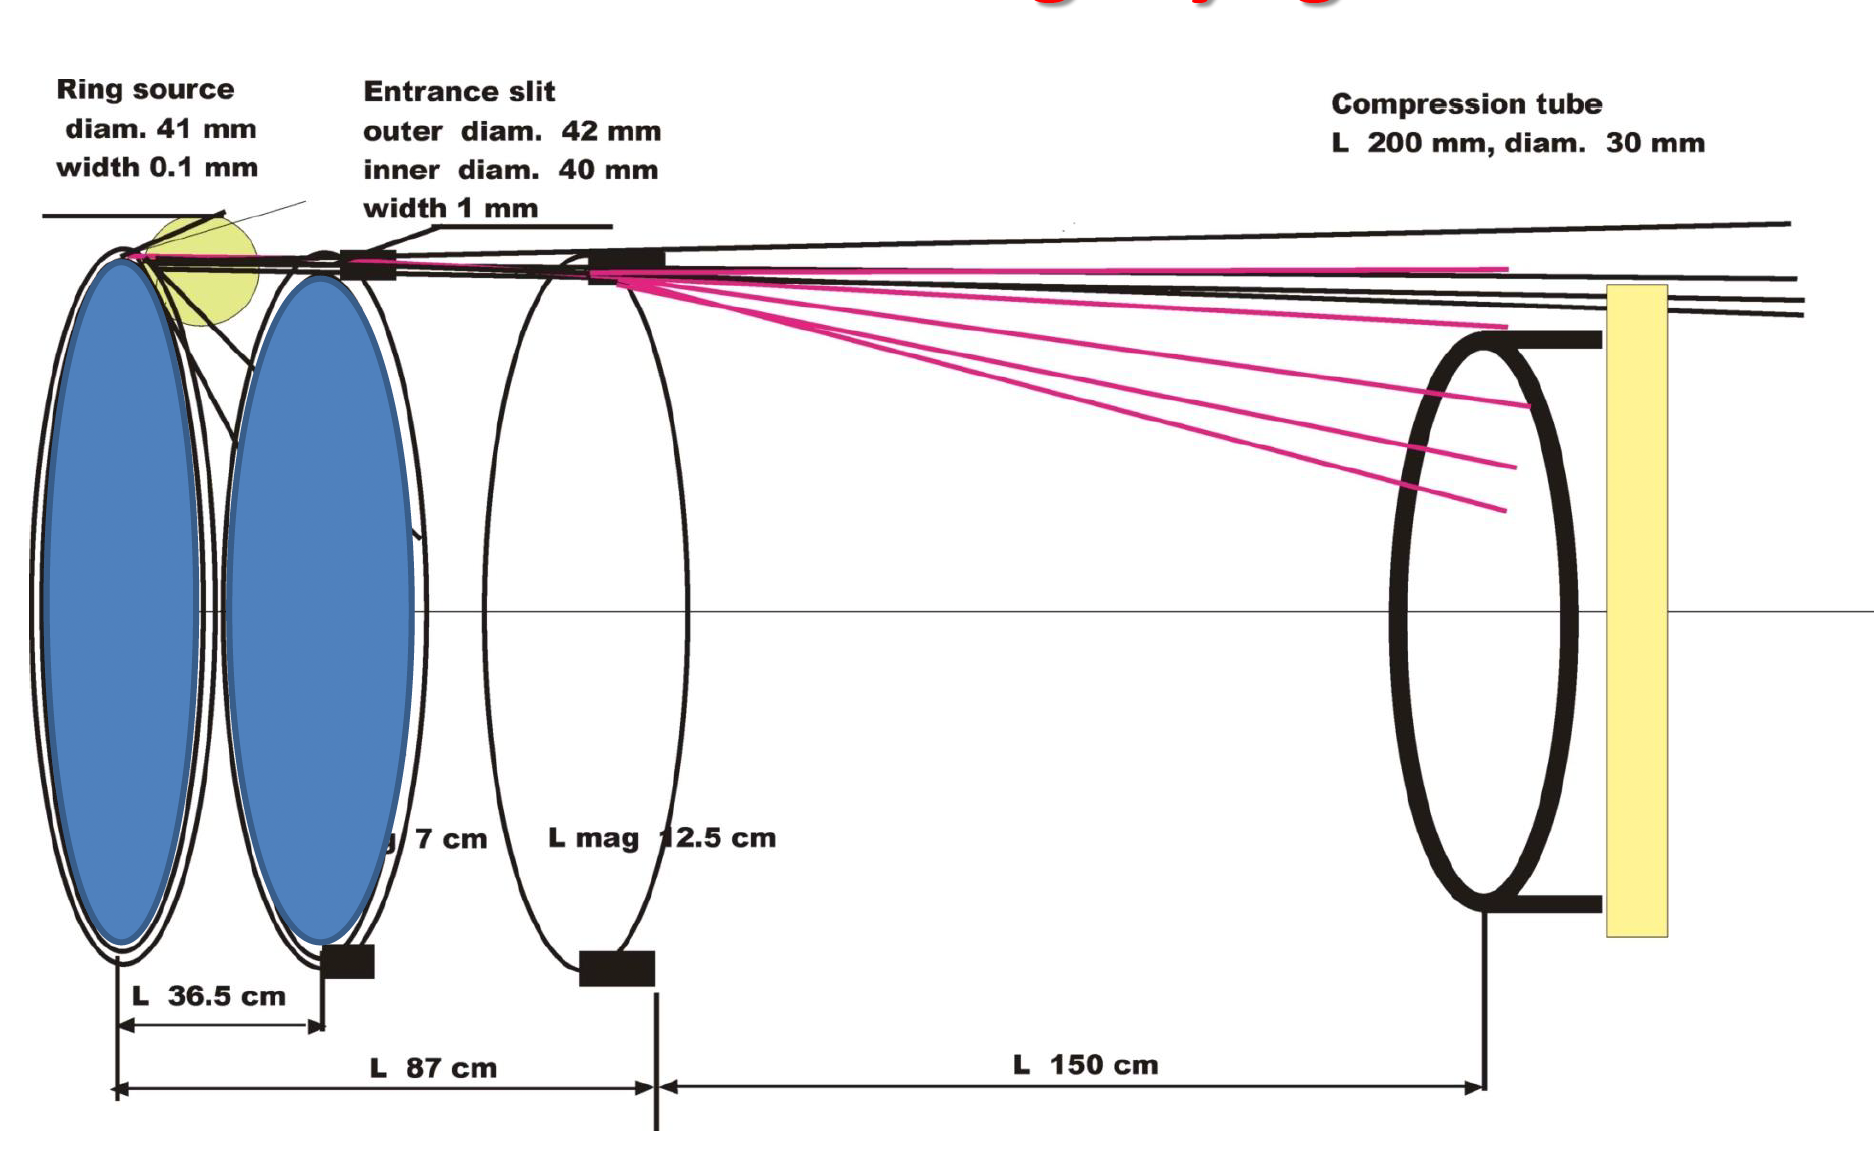 Ring source
diam. 41 mm
width 0.1 mm
Entrance slit
outer diam. 42 mm
inner diam. 40 mm
width 1 mm
Compression tube
L 200 mm, diam. 30 mm
7 cm
L mag 12.5 cm
L 36.5 cm
L 87 cm
L 150 cm